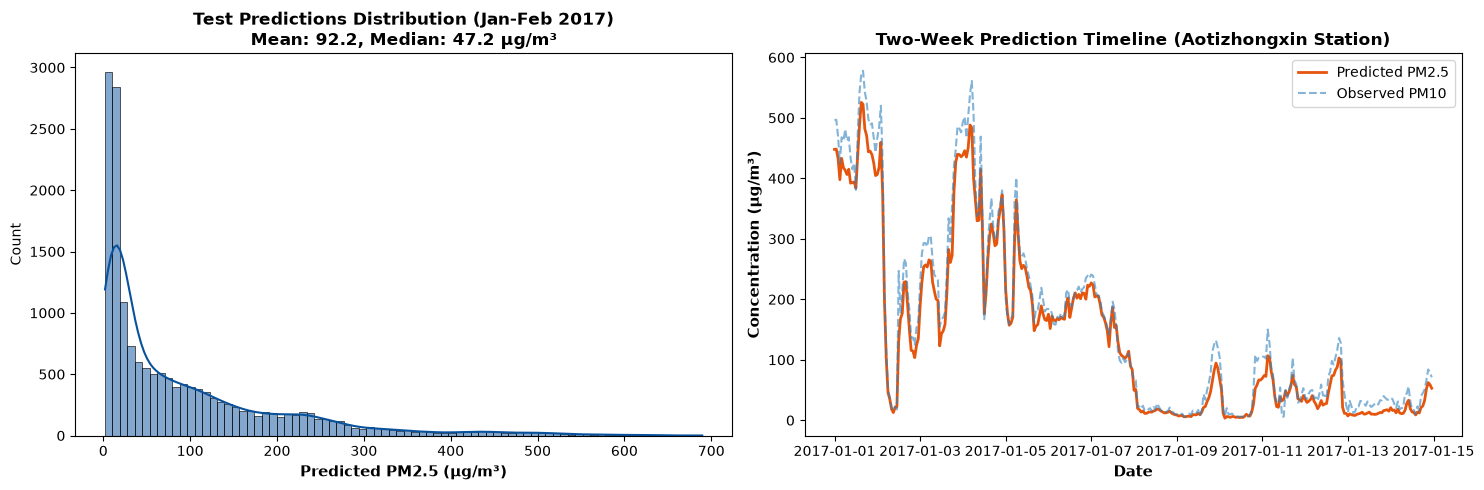 Test Predictions Distribution (Jan-Feb 2017)
Mean: 92.2, Median: 47.2 μg/m³
3000
2500
2000
1500
1000
500
0
Count
0 100 200 300 400 500 600 700
Predicted PM2.5 (μg/m³)
Two-Week Prediction Timeline (Aotizhongxin Station)
Predicted PM2.5
Observed PM10
600
500
400
300
200
100
0
Concentration (μg/m³)
2017-01-01 2017-01-03 2017-01-05 2017-01-07 2017-01-09 2017-01-11 2017-01-13 2017-01-15
Date